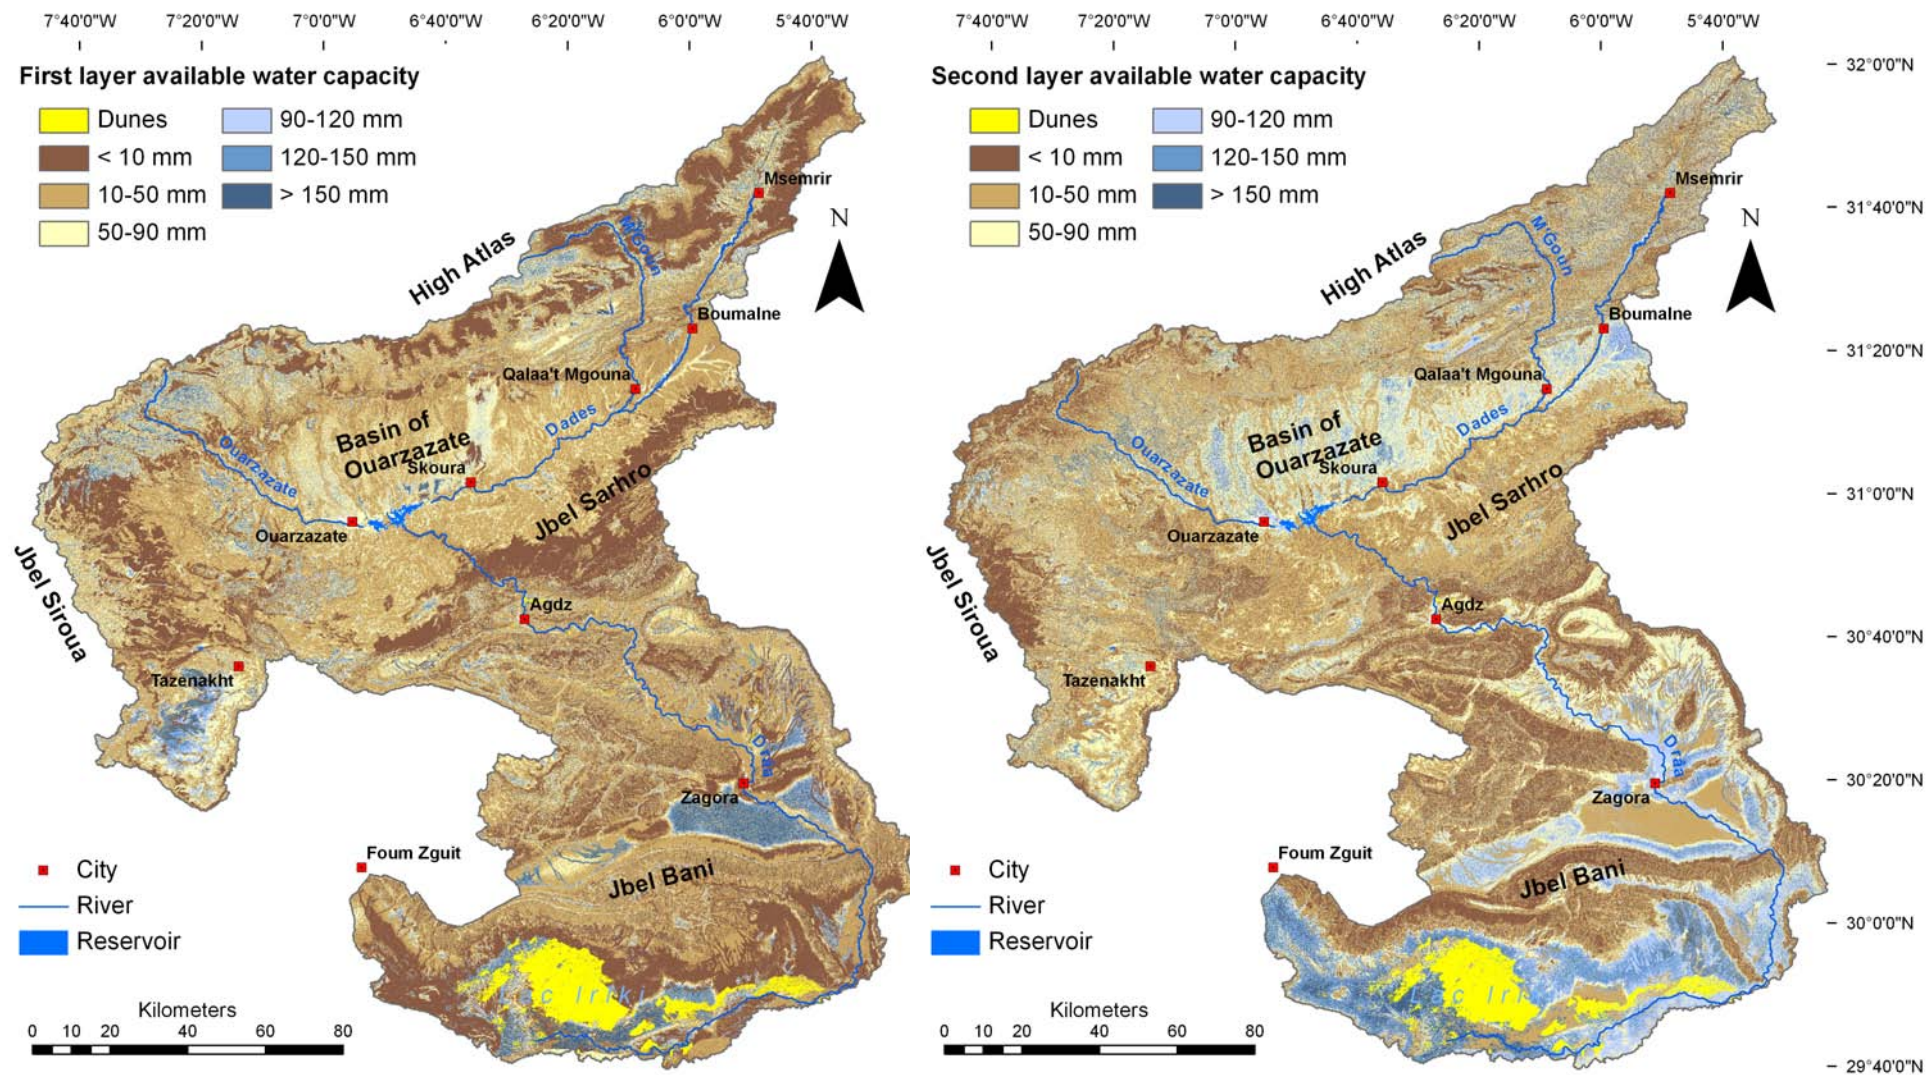 7°40'0"W 7°20'0"W 7°00'0"W 6°40'0"W 6°20'0"W 6°00'0"W 5°40'0"W
First layer available water capacity
Dunes
< 10 mm
10-50 mm
50-90 mm
90-120 mm
120-150 mm
> 150 mm
N
Msemrir
M'Goun
High Atlas
Boumalne
Qalaa't Mgouna
Dades
Basin of
Ouarzazate
Skoura
Ouarzazate
Jbel Sarhro
Ouarzazate
Jbel Siroua
Agdz
Tazenakht
Draa
Zagora
Foum Zguit
Jbel Bani
Lac Iriki
City
River
Reservoir
Kilometers
0 10 20 40 60 80
7°40'0"W 7°20'0"W 7°00'0"W 6°40'0"W 6°20'0"W 6°00'0"W 5°40'0"W
Second layer available water capacity
Dunes
< 10 mm
10-50 mm
50-90 mm
90-120 mm
120-150 mm
> 150 mm
N
Msemrir
M'Goun
High Atlas
Boumalne
Qalaa't Mgouna
Dades
Basin of
Ouarzazate
Skoura
Ouarzazate
Jbel Sarhro
Ouarzazate
Jbel Siroua
Agdz
Tazenakht
Draa
Zagora
Foum Zguit
Jbel Bani
Lac
City
River
Reservoir
Kilometers
0 10 20 40 60 80
32°0'0"N
31°40'0"N
31°20'0"N
31°0'0"N
30°40'0"N
30°20'0"N
30°0'0"N
29°40'0"N